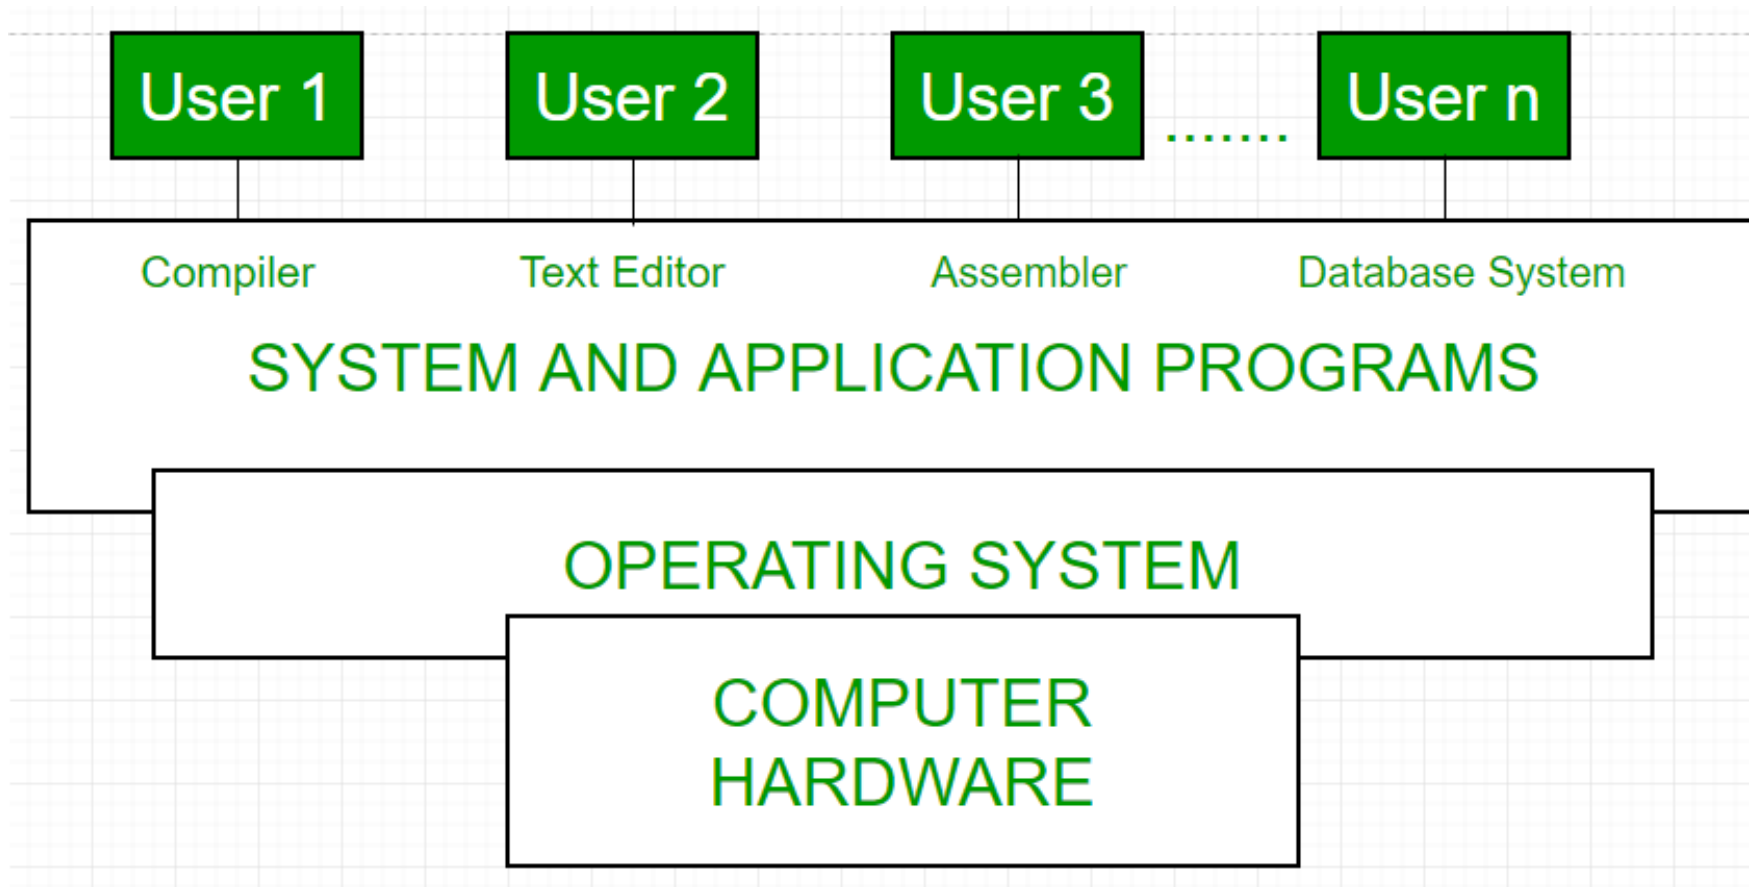 User 1 User 2 User 3 ....... User n
Compiler Text Editor Assembler Database System
SYSTEM AND APPLICATION PROGRAMS
OPERATING SYSTEM
COMPUTER
HARDWARE